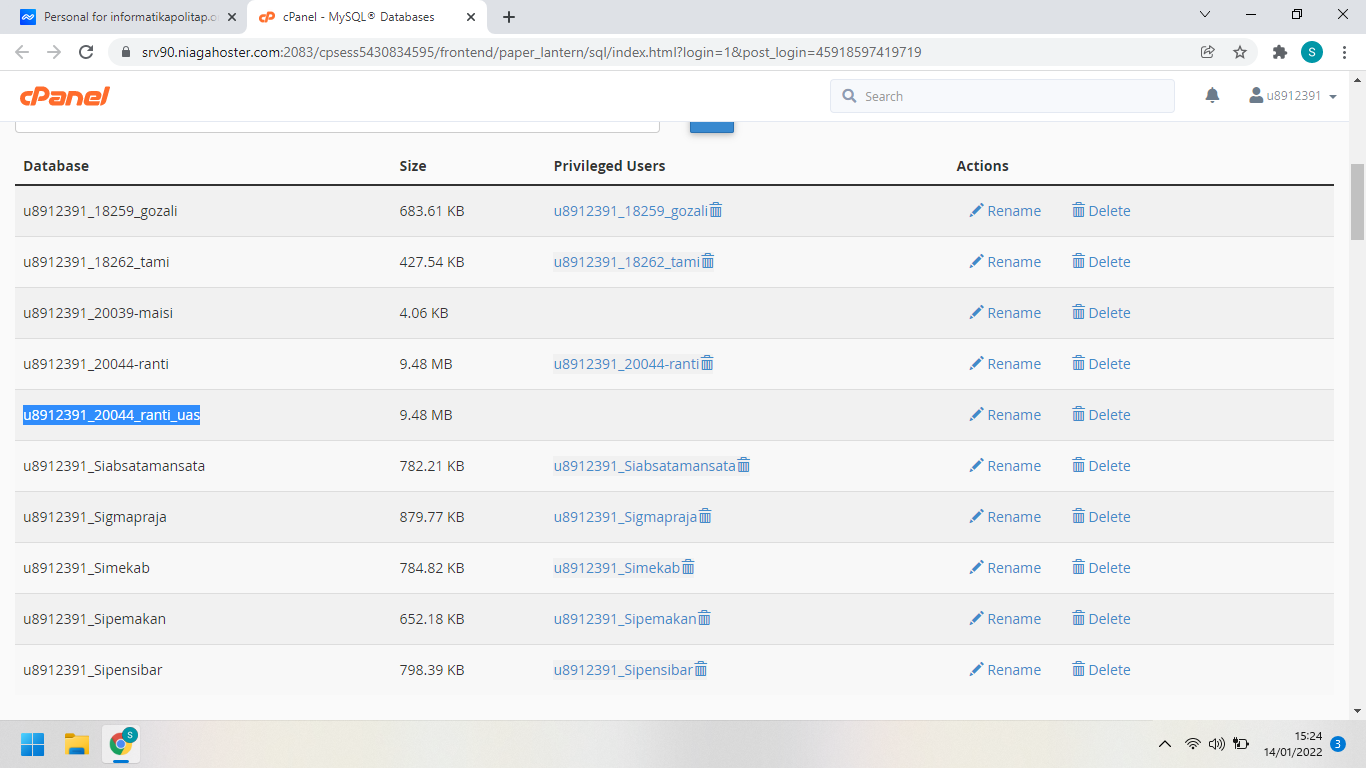 Personal for informatikapolitap.o
cPanel - MySQL® Databases
srv90.niagahoster.com:2083/cpsess5430834595/frontend/paper_lantern/sql/index.html?login=1&post_login=45918597419719
S
cPanel
Search
u8912391
Database Size Privileged Users Actions
u8912391_18259_gozali 683.61 KB u8912391_18259_gozali Rename Delete
u8912391_18262_tami 427.54 KB u8912391_18262_tami Rename Delete
u8912391_20039-maisi 4.06 KB Rename Delete
u8912391_20044-ranti 9.48 MB u8912391_20044-ranti Rename Delete
u8912391_20044_ranti_uas 9.48 MB Rename Delete
u8912391_Siabsatamansata 782.21 KB u8912391_Siabsatamansata Rename Delete
u8912391_Sigmapraja 879.77 KB u8912391_Sigmapraja Rename Delete
u8912391_Simekab 784.82 KB u8912391_Simekab Rename Delete
u8912391_Sipemakan 652.18 KB u8912391_Sipemakan Rename Delete
u8912391_Sipensibar 798.39 KB u8912391_Sipensibar Rename Delete
S
15:24
14/01/2022
3